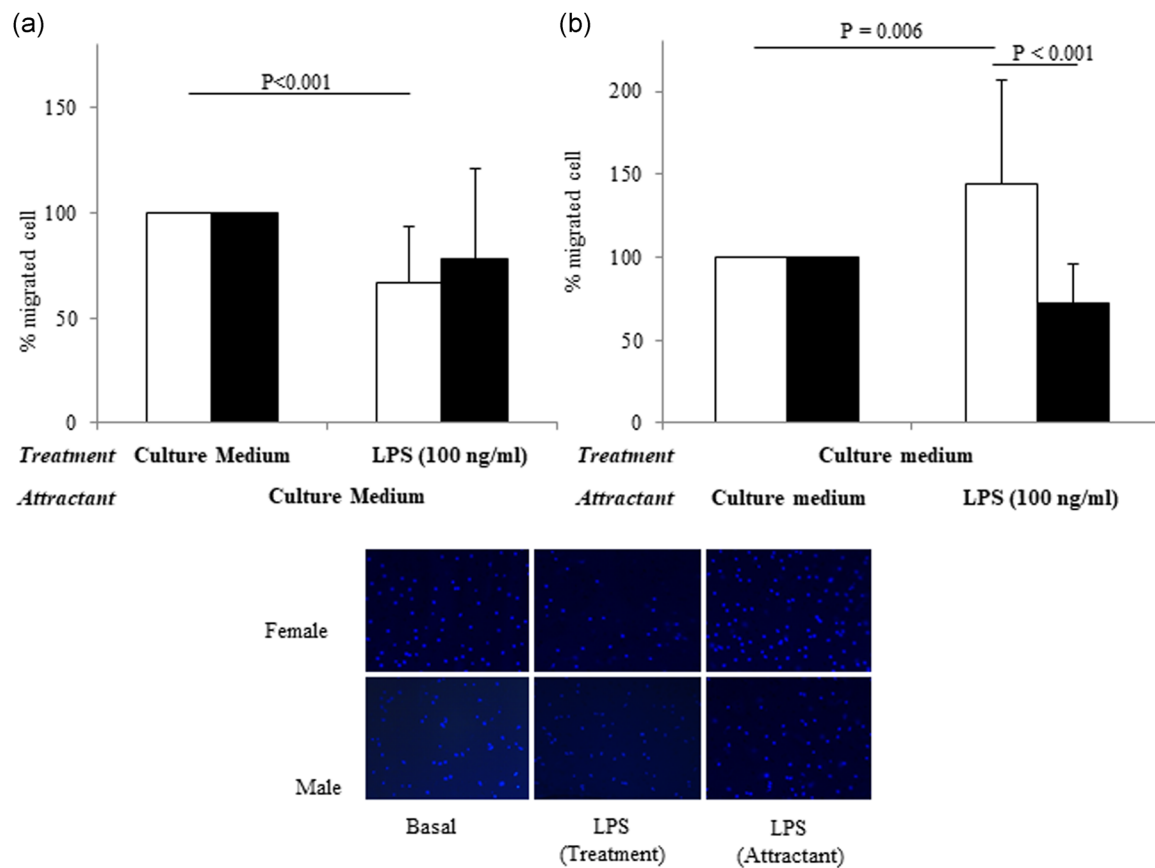 (a)
P<0.001
150
100
50
0
% migrated cell
Treatment Culture Medium LPS (100 ng/ml)
Attractant Culture Medium
(b)
P = 0.006
P < 0.001
200
150
100
50
0
% migrated cell
Treatment Culture medium
Attractant Culture medium LPS (100 ng/ml)
Female
Male
Basal LPS LPS
(Treatment) (Attractant)